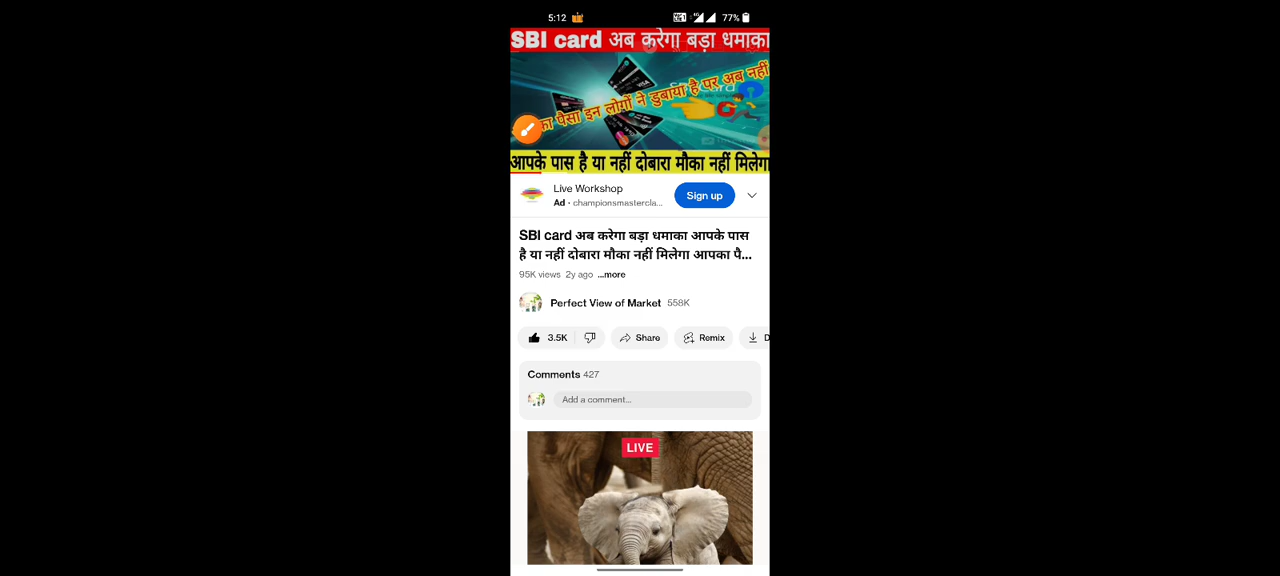 5:12
77%
SBI card अब करेगा बड़ा धमाका
का पैसा इन लोगों ने डुबाया है पर अब नहीं
आपके पास है या नहीं दोबारा मौका नहीं मिलेगा
Live Workshop
Ad · championsmastercla...
Sign up
SBI card अब करेगा बड़ा धमाका आपके पास
है या नहीं दोबारा मौका नहीं मिलेगा आपका पै...
95K views 2y ago ...more
Perfect View of Market 558K
3.5K
Share
Remix
D
Comments 427
Add a comment...
LIVE